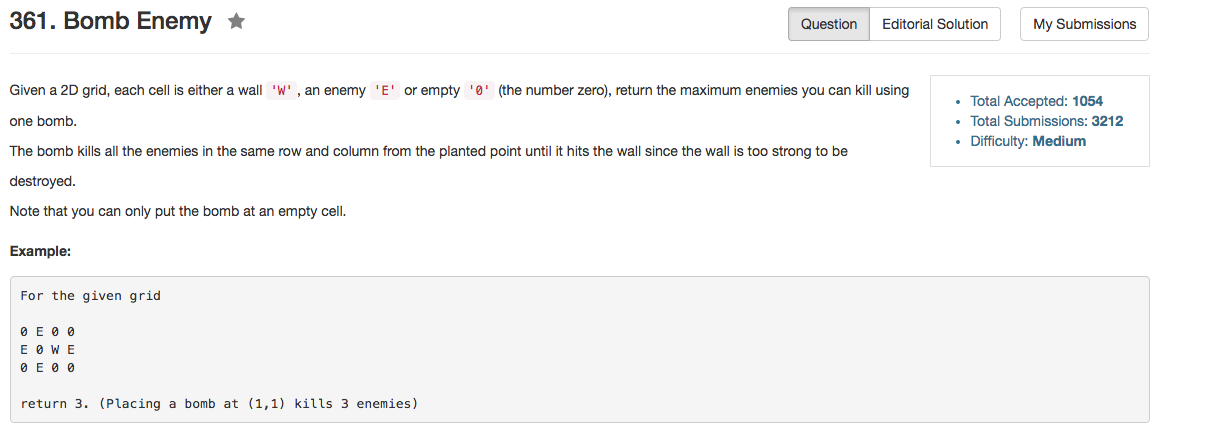 361. Bomb Enemy ★
Question Editorial Solution My Submissions
Given a 2D grid, each cell is either a wall 'W' , an enemy 'E' or empty '0' (the number zero), return the maximum enemies you can kill using
one bomb.
The bomb kills all the enemies in the same row and column from the planted point until it hits the wall since the wall is too strong to be
destroyed.
Note that you can only put the bomb at an empty cell.
• Total Accepted: 1054
• Total Submissions: 3212
• Difficulty: Medium
Example:
For the given grid
0 E 0 0
E 0 W E
0 E 0 0
return 3. (Placing a bomb at (1,1) kills 3 enemies)